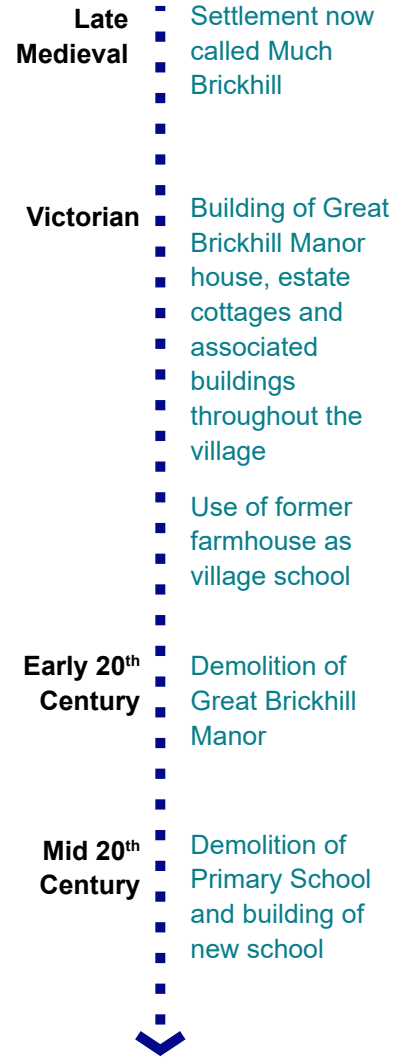 Late
Medieval
Settlement now
called Much
Brickhill
Victorian
Building of Great
Brickhill Manor
house, estate
cottages and
associated
buildings
throughout the
village
Use of former
farmhouse as
village school
Early 20th
Century
Demolition of
Great Brickhill
Manor
Mid 20th
Century
Demolition of
Primary School
and building of
new school